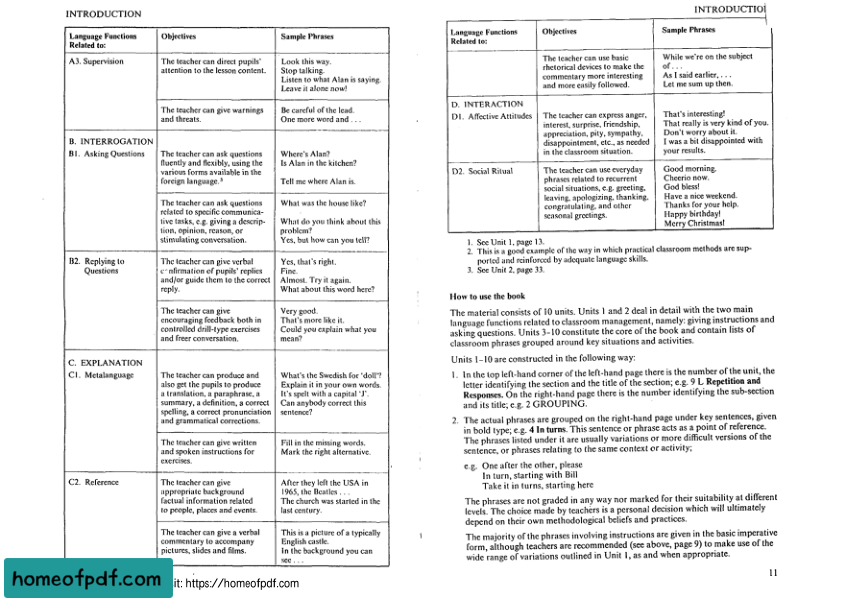 INTRODUCTION
Language Functions
Related to:
Objectives
Sample Phrases
A3. Supervision
The teacher can direct pupils'
attention to the lesson content.
Look this way.
Stop talking.
Listen to what Alan is saying.
Leave it alone now!
The teacher can give warnings
and threats.
Be careful of the lead.
One more word and . . .
B. INTERROGATION
B1. Asking Questions
The teacher can ask questions
fluently and flexibly, using the
various forms available in the
foreign language.³
Where's Alan?
Is Alan in the kitchen?
Tell me where Alan is.
The teacher can ask questions
related to specific communica-
tive tasks, e.g. giving a descrip-
tion, opinion, reason, or
stimulating conversation.
What was the house like?
What do you think about this
problem?
Yes, but how can you tell?
B2. Replying to
Questions
The teacher can give verbal
confirmation of pupils' replies
and/or guide them to the correct
reply.
Yes, that's right.
Fine.
Almost. Try it again.
What about this word here?
The teacher can give
encouraging feedback both in
controlled drill-type exercises
and freer conversation.
Very good.
That's more like it.
Could you explain what you
mean?
C. EXPLANATION
C1. Metalanguage
The teacher can produce and
also get the pupils to produce
a translation, a paraphrase, a
summary, a definition, a correct
spelling, a correct pronunciation
and grammatical corrections.
What's the Swedish for 'doll'?
Explain it in your own words.
It's spelt with a capital 'J'.
Can anybody correct this
sentence?
The teacher can give written
and spoken instructions for
exercises.
Fill in the missing words.
Mark the right alternative.
C2. Reference
The teacher can give
appropriate background
factual information related
to people, places and events.
After they left the USA in
1965, the Beatles . . .
The church was started in the
last century.
The teacher can give a verbal
commentary to accompany
pictures, slides and films.
This is a picture of a typically
English castle.
In the background you can
see . . .
homeofpdf.com
it: https://homeofpdf.com
INTRODUCTIO
Language Functions
Related to:
Objectives
Sample Phrases
The teacher can use basic
rhetorical devices to make the
commentary more interesting
and more easily followed.
While we're on the subject
of . . .
As I said earlier, . . .
Let me sum up then.
D. INTERACTION
D1. Affective Attitudes
The teacher can express anger,
interest, surprise, friendship,
appreciation, pity, sympathy,
disappointment, etc., as needed
in the classroom situation.
That's interesting!
That really is very kind of you.
Don't worry about it.
I was a bit disappointed with
your results.
D2. Social Ritual
The teacher can use everyday
phrases related to recurrent
social situations, e.g. greeting,
leaving, apologizing, thanking,
congratulating, and other
seasonal greetings.
Good morning.
Cheerio now.
God bless!
Have a nice weekend.
Thanks for your help.
Happy birthday!
Merry Christmas!
1. See Unit 1, page 13.
2. This is a good example of the way in which practical classroom methods are sup-
ported and reinforced by adequate language skills.
3. See Unit 2, page 33.
How to use the book
The material consists of 10 units. Units 1 and 2 deal in detail with the two main
language functions related to classroom management, namely: giving instructions and
asking questions. Units 3-10 constitute the core of the book and contain lists of
classroom phrases grouped around key situations and activities.
Units 1-10 are constructed in the following way:
1. In the top left-hand corner of the left-hand page there is the number of the unit, the
letter identifying the section and the title of the section; e.g. 9 L Repetition and
Responses. On the right-hand page there is the number identifying the sub-section
and its title; e.g. 2 GROUPING.
2. The actual phrases are grouped on the right-hand page under key sentences, given
in bold type; e.g. 4 In turns. This sentence or phrase acts as a point of reference.
The phrases listed under it are usually variations or more difficult versions of the
sentence, or phrases relating to the same context or activity;
e.g. One after the other, please
In turn, starting with Bill
Take it in turns, starting here
The phrases are not graded in any way nor marked for their suitability at different
levels. The choice made by teachers is a personal decision which will ultimately
depend on their own methodological beliefs and practices.
The majority of the phrases involving instructions are given in the basic imperative
form, although teachers are recommended (see above, page 9) to make use of the
wide range of variations outlined in Unit 1, as and when appropriate.
11